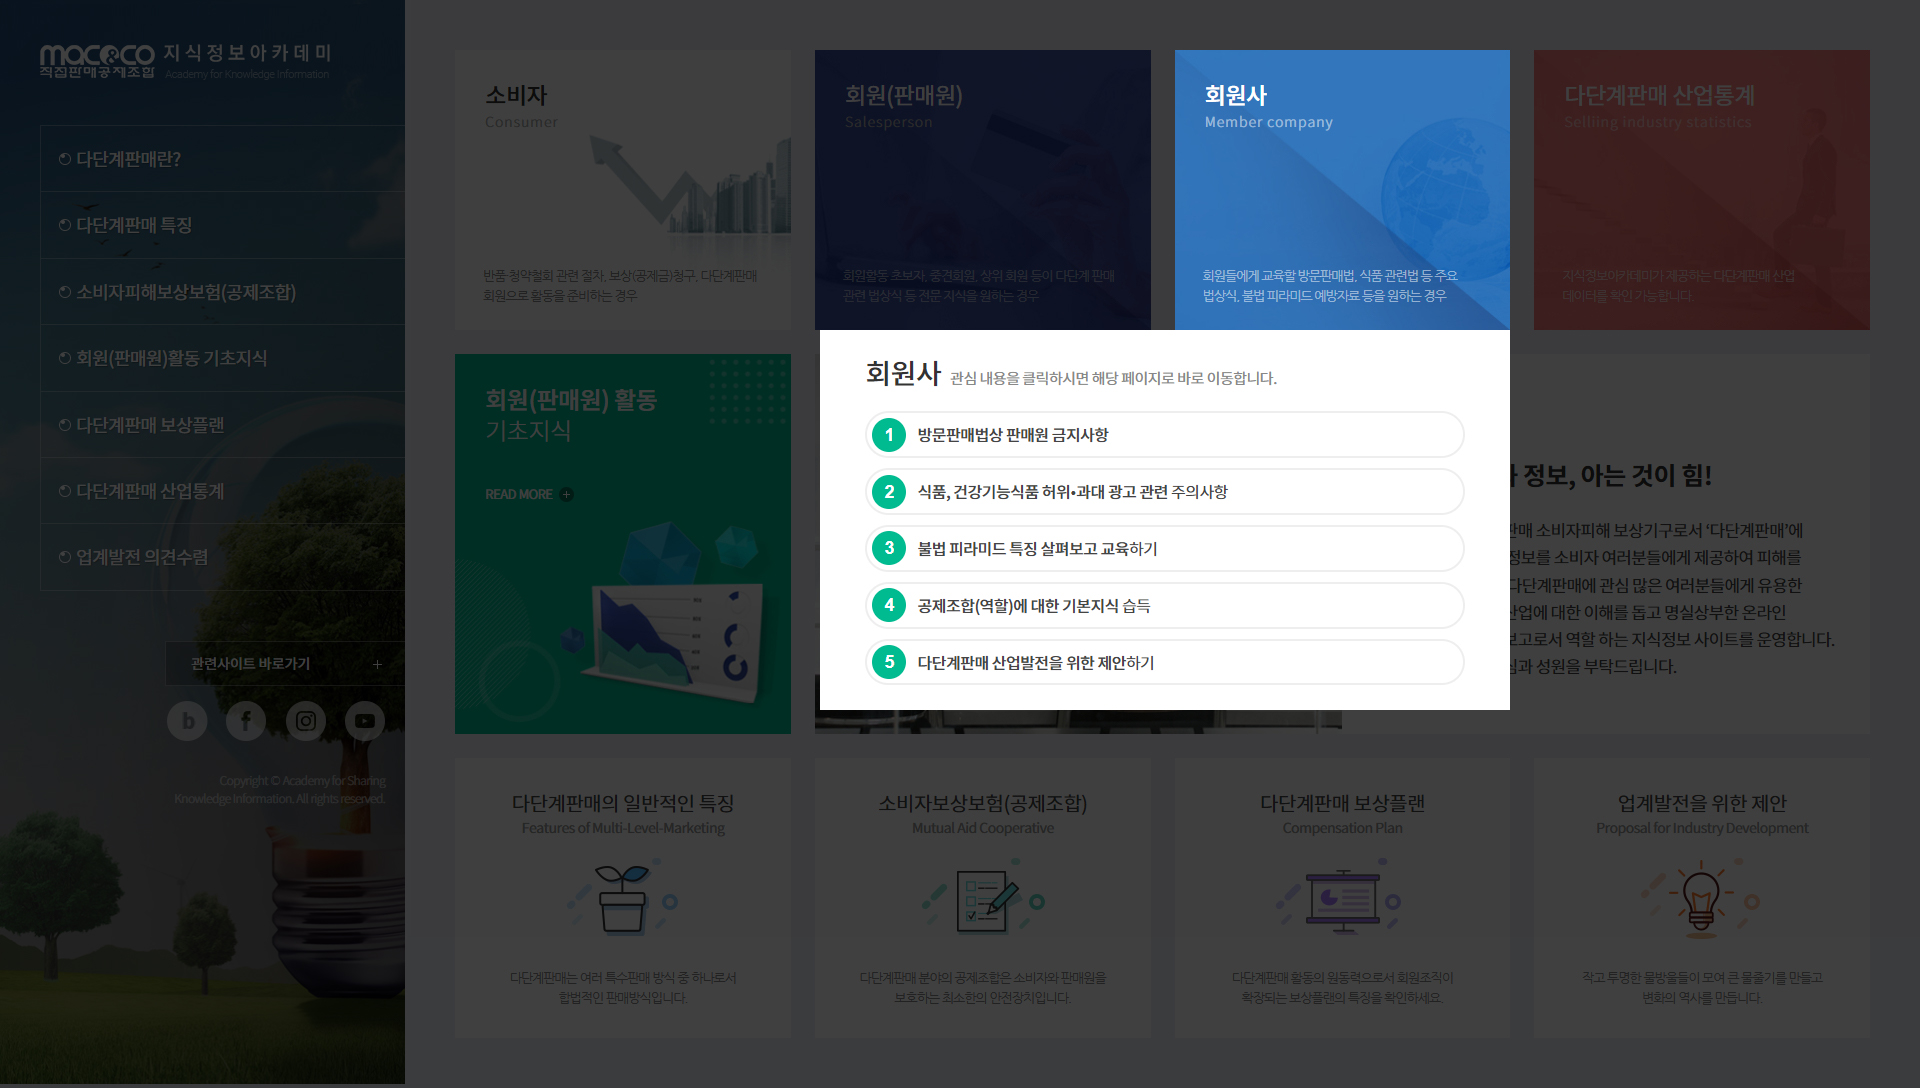 mac&co 지식정보아카데미
직접판매공제조합 Academy for Knowledge Information
다단계판매란?
다단계판매 특징
소비자피해보상보험(공제조합)
회원(판매원)활동 기초지식
다단계판매 보상플랜
다단계판매 산업통계
업계발전 의견수렴
관련사이트 바로가기 +
b
Copyright © Academy for Sharing
Knowledge Information. All rights reserved.
소비자
Consumer
반품·청약철회 관련 절차, 보상(공제금)청구, 다단계판매
회원으로 활동을 준비하는 경우
회원(판매원)
Salesperson
회원활동 초보자, 중견회원, 상위 회원 등이 다단계 판매
관련 법상식 등 전문 지식을 원하는 경우
회원사
Member company
회원들에게 교육할 방문판매법, 식품 관련법 등 주요
법상식, 불법 피라미드 예방자료 등을 원하는 경우
다단계판매 산업통계
Selliing industry statistics
지식정보아카데미가 제공하는 다단계판매 산업
데이터를 확인 가능합니다.
회원(판매원) 활동
기초지식
READ MORE +
회원사 관심 내용을 클릭하시면 해당 페이지로 바로 이동합니다.
1 방문판매법상 판매원 금지사항
2 식품, 건강기능식품 허위•과대 광고 관련 주의사항
3 불법 피라미드 특징 살펴보고 교육하기
4 공제조합(역할)에 대한 기본지식 습득
5 다단계판매 산업발전을 위한 제안하기
정보, 아는 것이 힘!
소비자피해 보상기구로서 ‘다단계판매’에
정보를 소비자 여러분들에게 제공하여 피해를
다단계판매에 관심 많은 여러분들에게 유용한
산업에 대한 이해를 돕고 명실상부한 온라인
보고로서 역할 하는 지식정보 사이트를 운영합니다.
성원을 부탁드립니다.
다단계판매의 일반적인 특징
Features of Multi-Level-Marketing
다단계판매는 여러 특수판매 방식 중 하나로서
합법적인 판매방식입니다.
소비자보상보험(공제조합)
Mutual Aid Cooperative
다단계판매 분야의 공제조합은 소비자와 판매원을
보호하는 최소한의 안전장치입니다.
다단계판매 보상플랜
Compensation Plan
다단계판매 활동의 원동력으로서 회원조직이
확장되는 보상플랜의 특징을 확인하세요.
업계발전을 위한 제안
Proposal for Industry Development
작고 투명한 물방울들이 모여 큰 물줄기를 만들고
변화의 역사를 만듭니다.